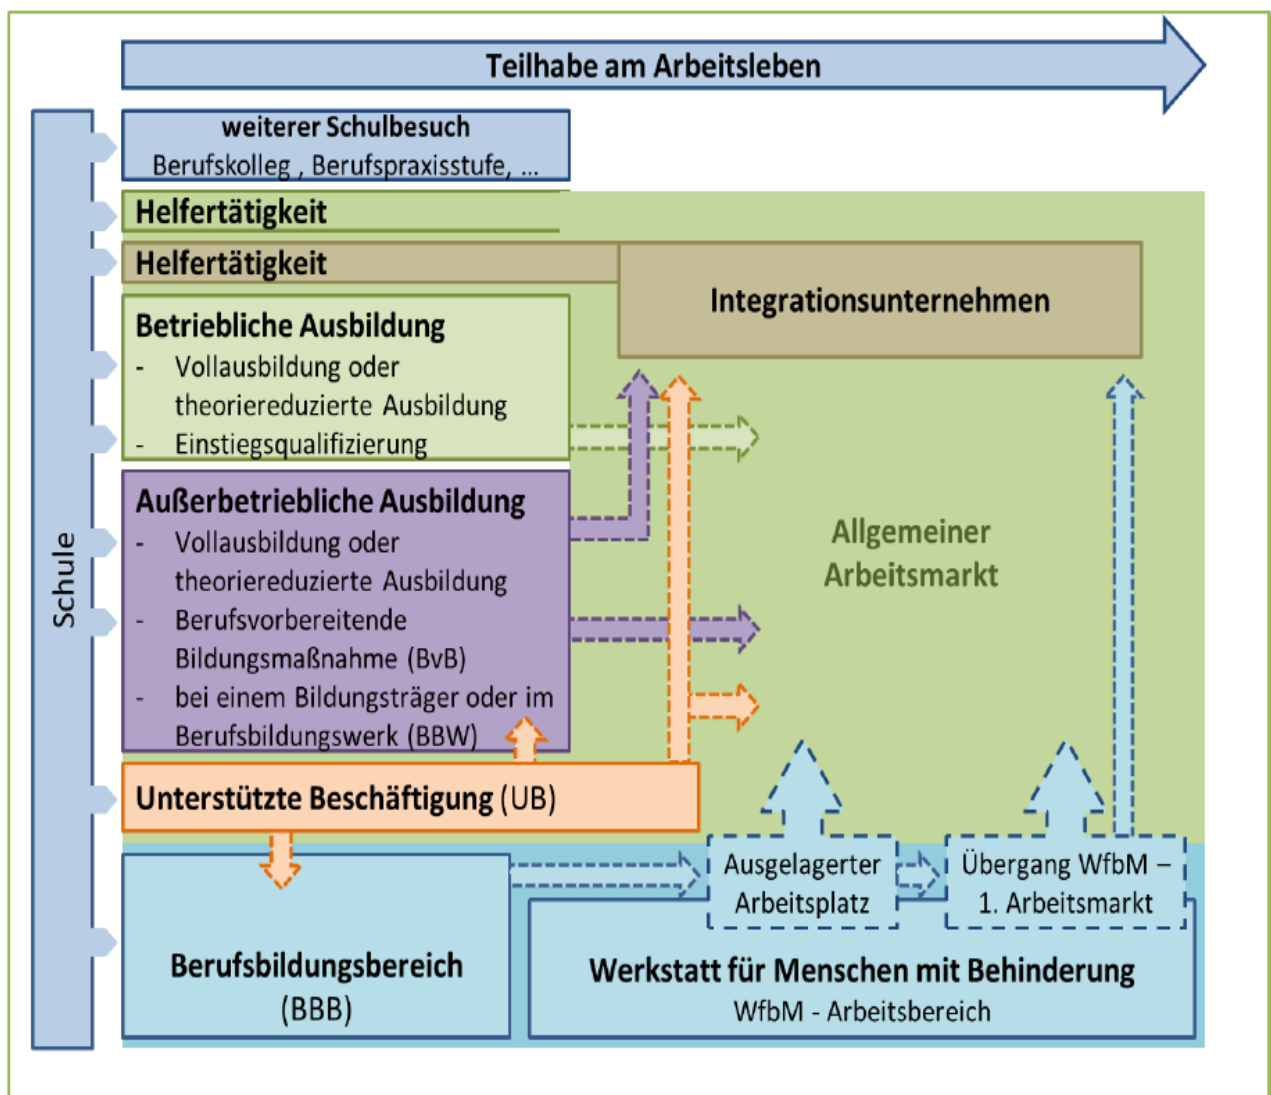 Teilhabe am Arbeitsleben
Schule
weiterer Schulbesuch
Berufskolleg , Berufspraxisstufe, ...
Helfertätigkeit
Helfertätigkeit
Integrationsunternehmen
Betriebliche Ausbildung
- Vollausbildung oder
theoriereduzierte Ausbildung
- Einstiegsqualifizierung
Außerbetriebliche Ausbildung
- Vollausbildung oder
theoriereduzierte Ausbildung
- Berufsvorbereitende
Bildungsmaßnahme (BvB)
- bei einem Bildungsträger oder im
Berufsbildungswerk (BBW)
Allgemeiner
Arbeitsmarkt
Unterstützte Beschäftigung (UB)
Ausgelagerter
Arbeitsplatz
Übergang WfbM –
1. Arbeitsmarkt
Berufsbildungsbereich
(BBB)
Werkstatt für Menschen mit Behinderung
WfbM - Arbeitsbereich